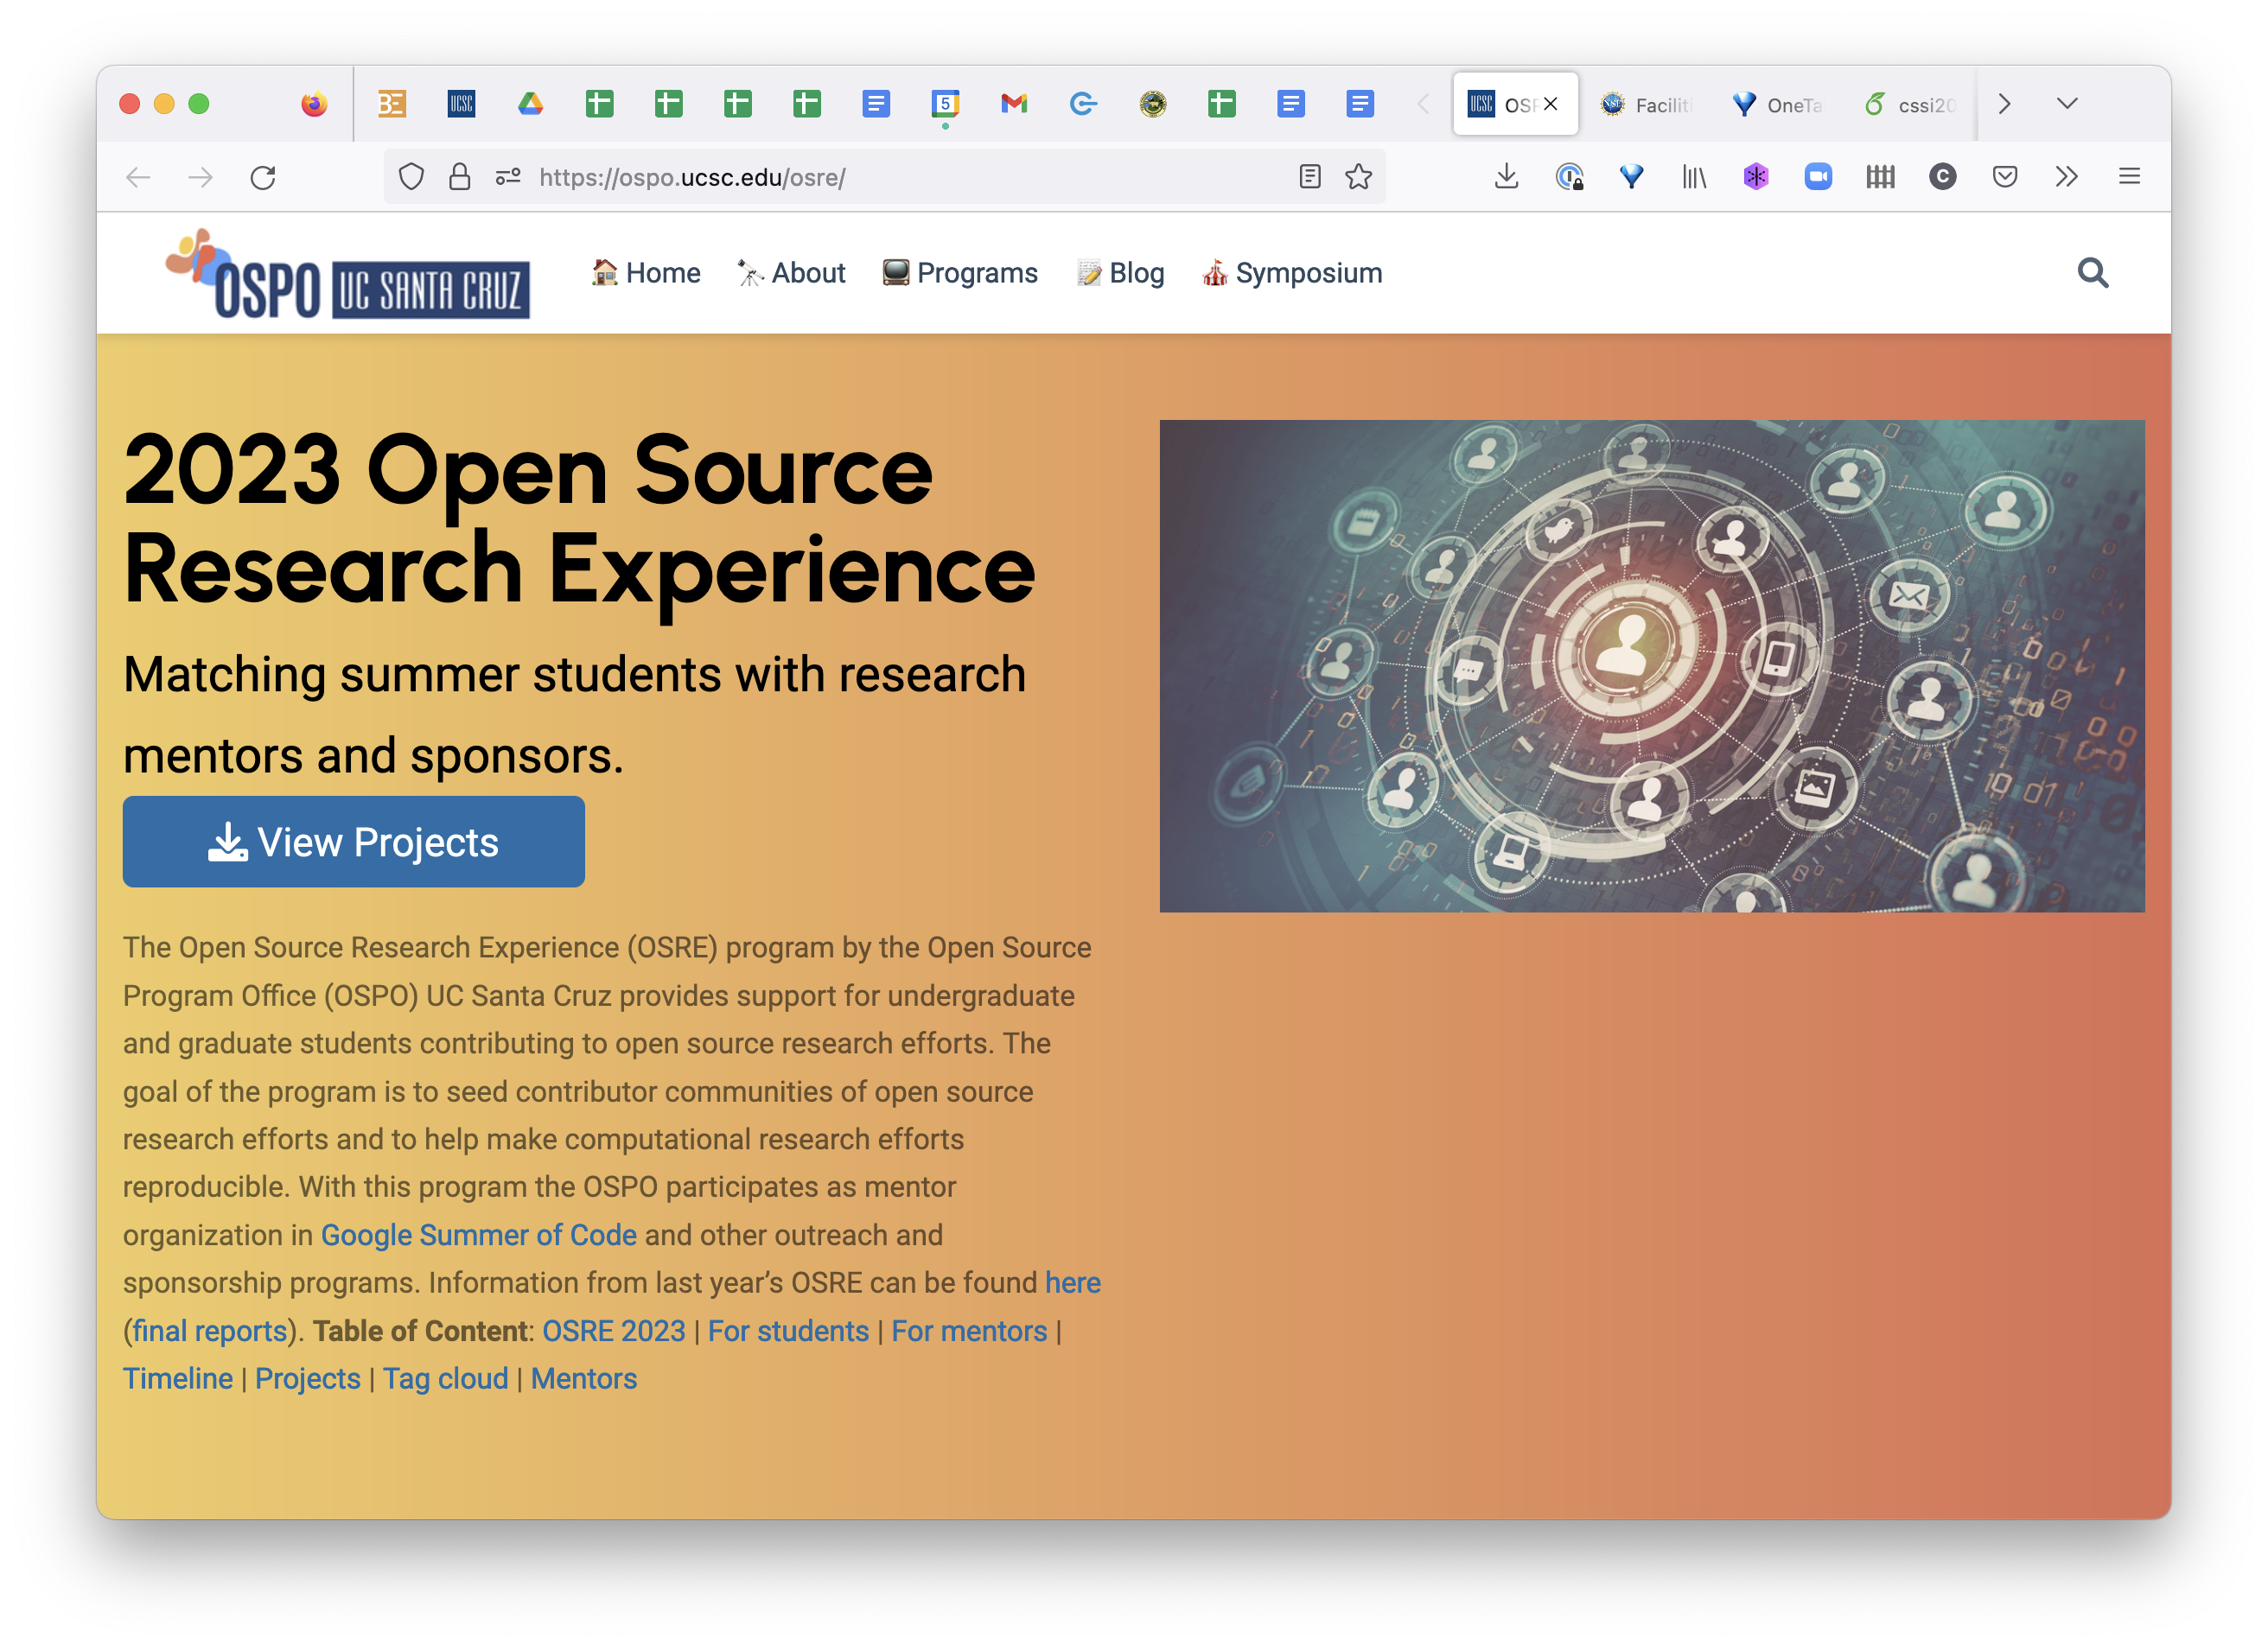 BE
UCSC
5
UCSC
OSF
NSF
Faciliti
OneTa
cssi20
https://ospo.ucsc.edu/osre/
C
OSPO UC SANTA CRUZ
Home
About
Programs
Blog
Symposium
2023 Open Source
Research Experience
Matching summer students with research
mentors and sponsors.
View Projects
The Open Source Research Experience (OSRE) program by the Open Source
Program Office (OSPO) UC Santa Cruz provides support for undergraduate
and graduate students contributing to open source research efforts. The
goal of the program is to seed contributor communities of open source
research efforts and to help make computational research efforts
reproducible. With this program the OSPO participates as mentor
organization in Google Summer of Code and other outreach and
sponsorship programs. Information from last year’s OSRE can be found here
(final reports). Table of Content: OSRE 2023 | For students | For mentors |
Timeline | Projects | Tag cloud | Mentors